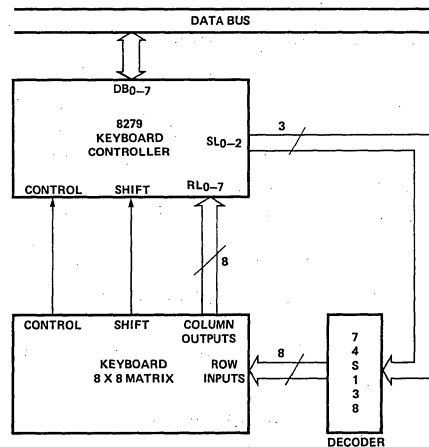 DATA BUS
DB0–7
8279
KEYBOARD
CONTROLLER
SL0–2
3
CONTROL
SHIFT
RL0–7
8
CONTROL
SHIFT
COLUMN
OUTPUTS
KEYBOARD
8 X 8 MATRIX
ROW
INPUTS
8
7
4
S
1
3
8
DECODER